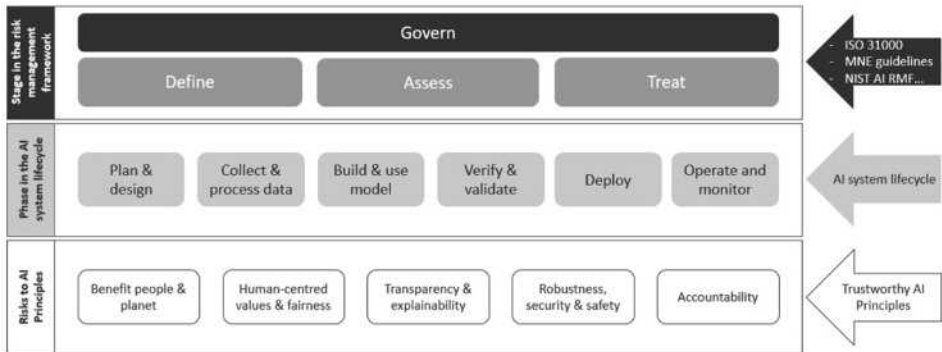 Stage in the risk
management
framework
Govern
Define
Assess
Treat
- ISO 31000
- MNE guidelines
- NIST AI RMF...
Phase in the AI
system lifecycle
Plan &
design
Collect &
process data
Build & use
model
Verify &
validate
Deploy
Operate and
monitor
AI system lifecycle
Risks to AI
Principles
Benefit people &
planet
Human-centred
values & fairness
Transparency &
explainability
Robustness,
security & safety
Accountability
Trustworthy AI
Principles